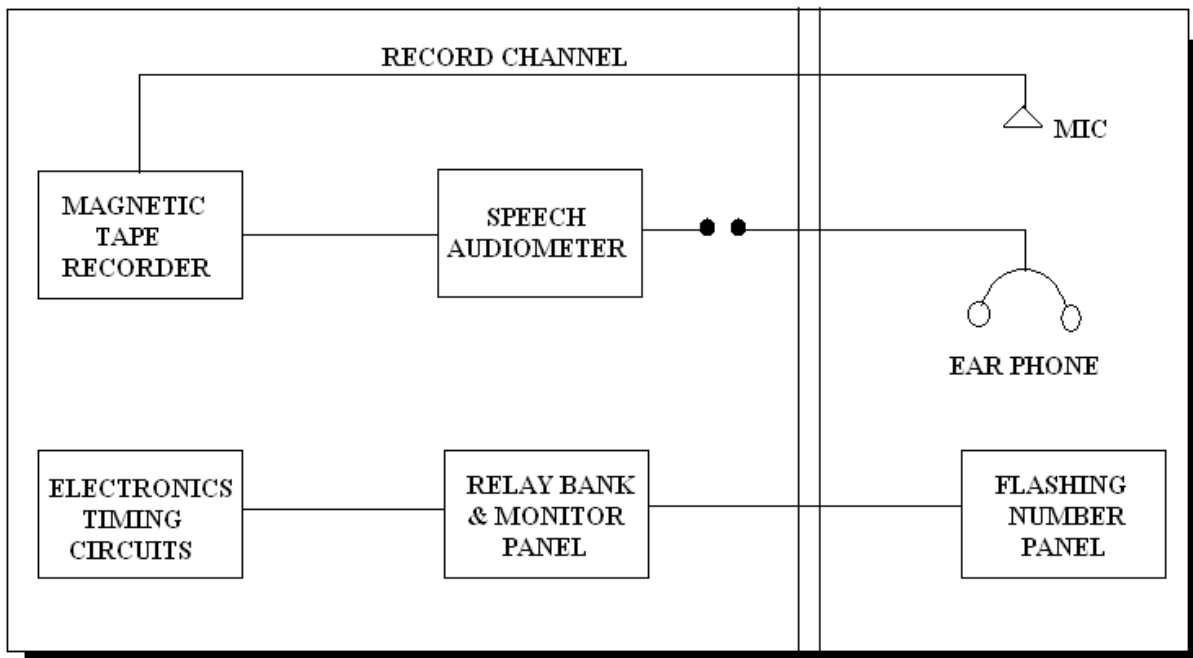 RECORD CHANNEL
MIC
MAGNETIC
TAPE
RECORDER
SPEECH
AUDIOMETER
EAR PHONE
ELECTRONICS
TIMING
CIRCUITS
RELAY BANK
& MONITOR
PANEL
FLASHING
NUMBER
PANEL